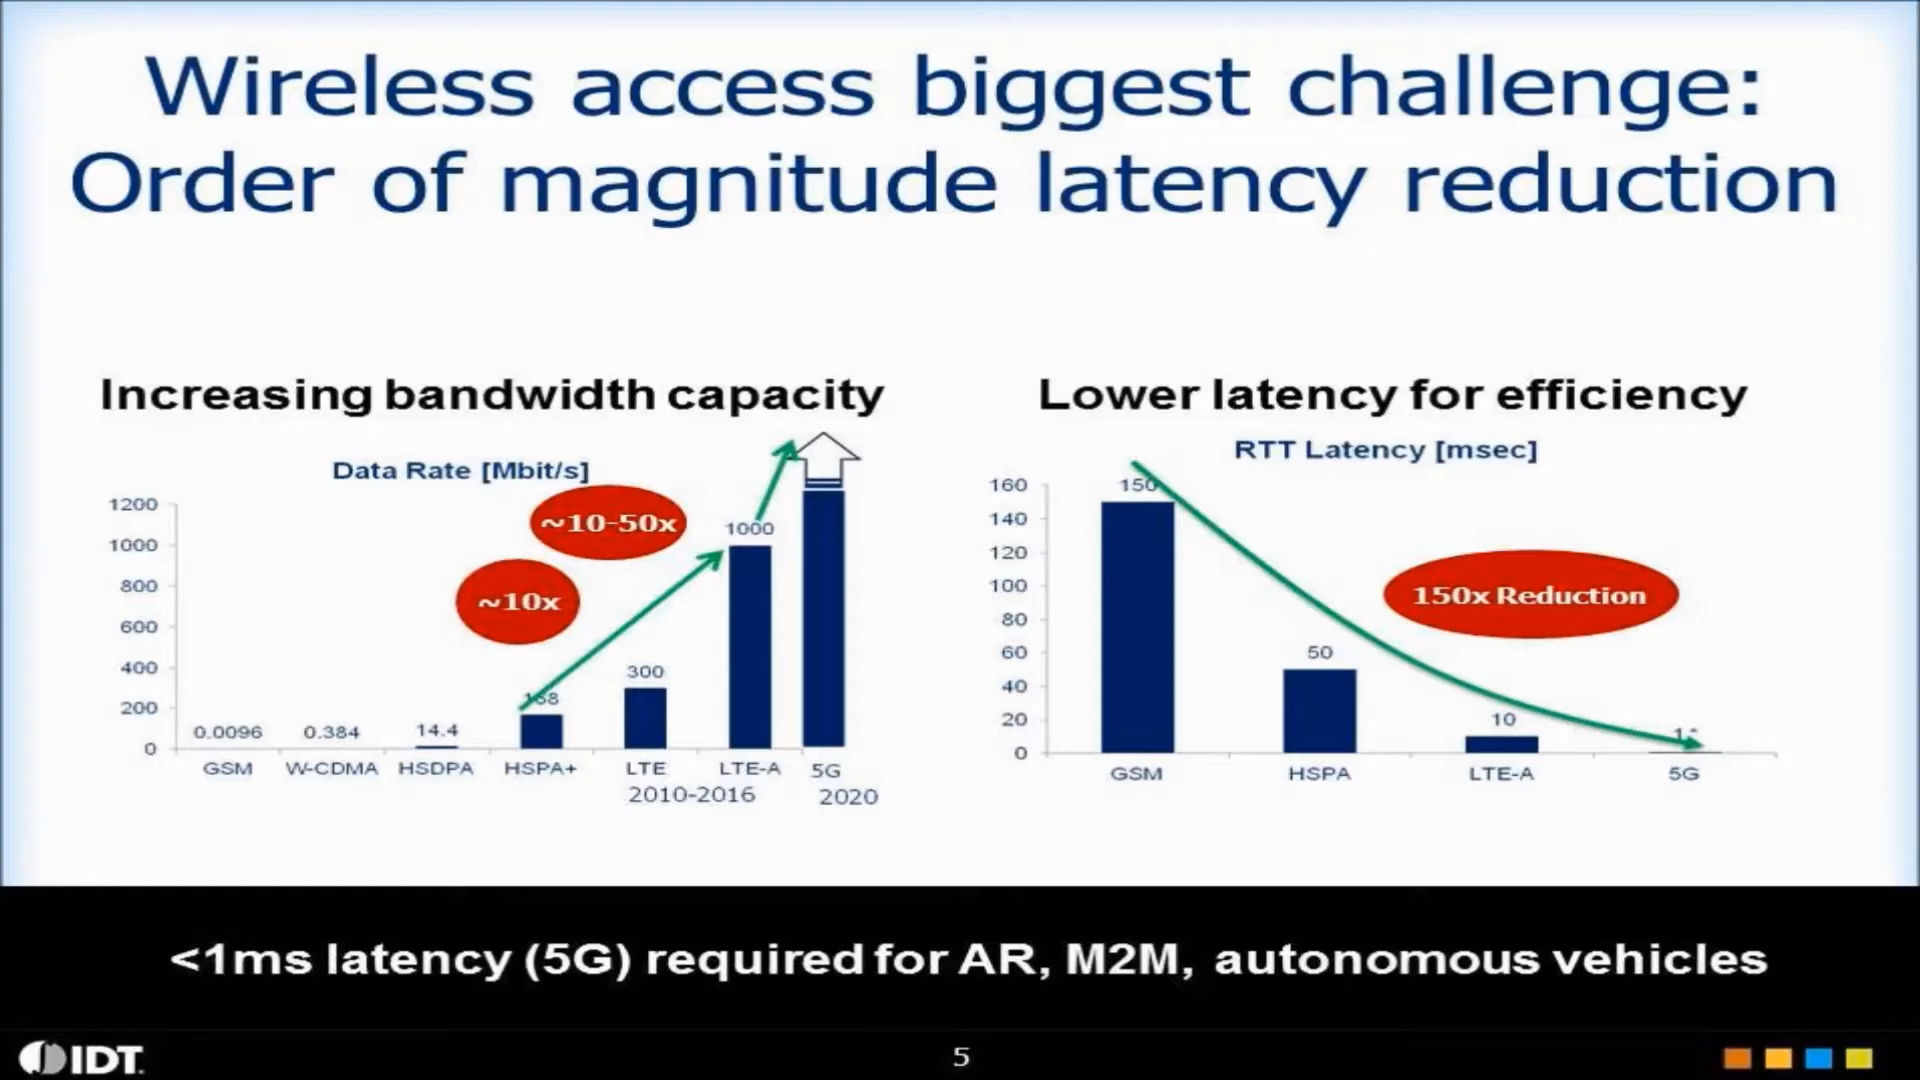 Wireless access biggest challenge:
Order of magnitude latency reduction
Increasing bandwidth capacity
Data Rate [Mbit/s]
1200
1000
800
600
400
200
0
0.0096
0.384
14.4
168
300
1000
~10x
~10-50x
GSM
W-CDMA
HSDPA
HSPA+
LTE
LTE-A
5G
2010-2016
2020
Lower latency for efficiency
RTT Latency [msec]
160
140
120
100
80
60
40
20
0
150
50
10
150x Reduction
GSM
HSPA
LTE-A
5G
<1ms latency (5G) required for AR, M2M, autonomous vehicles
IDT.
5